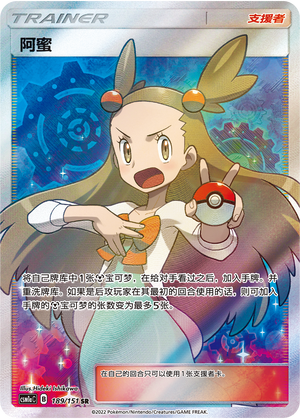 TRAINER
支援者
阿蜜
将自己牌库中1张宝可梦,在给对手看过之后,加入手牌。并
重洗牌库。如果是后攻玩家在其最初的回合使用的话,则可加
入手牌的宝可梦的张数变为最多5张。
Illus.Hideki Ishikawa
在自己的回合只可以使用1张支援者卡。
csm1aC D 189/151 SR
©2022 Pokémon/Nintendo/Creatures/GAME FREAK.